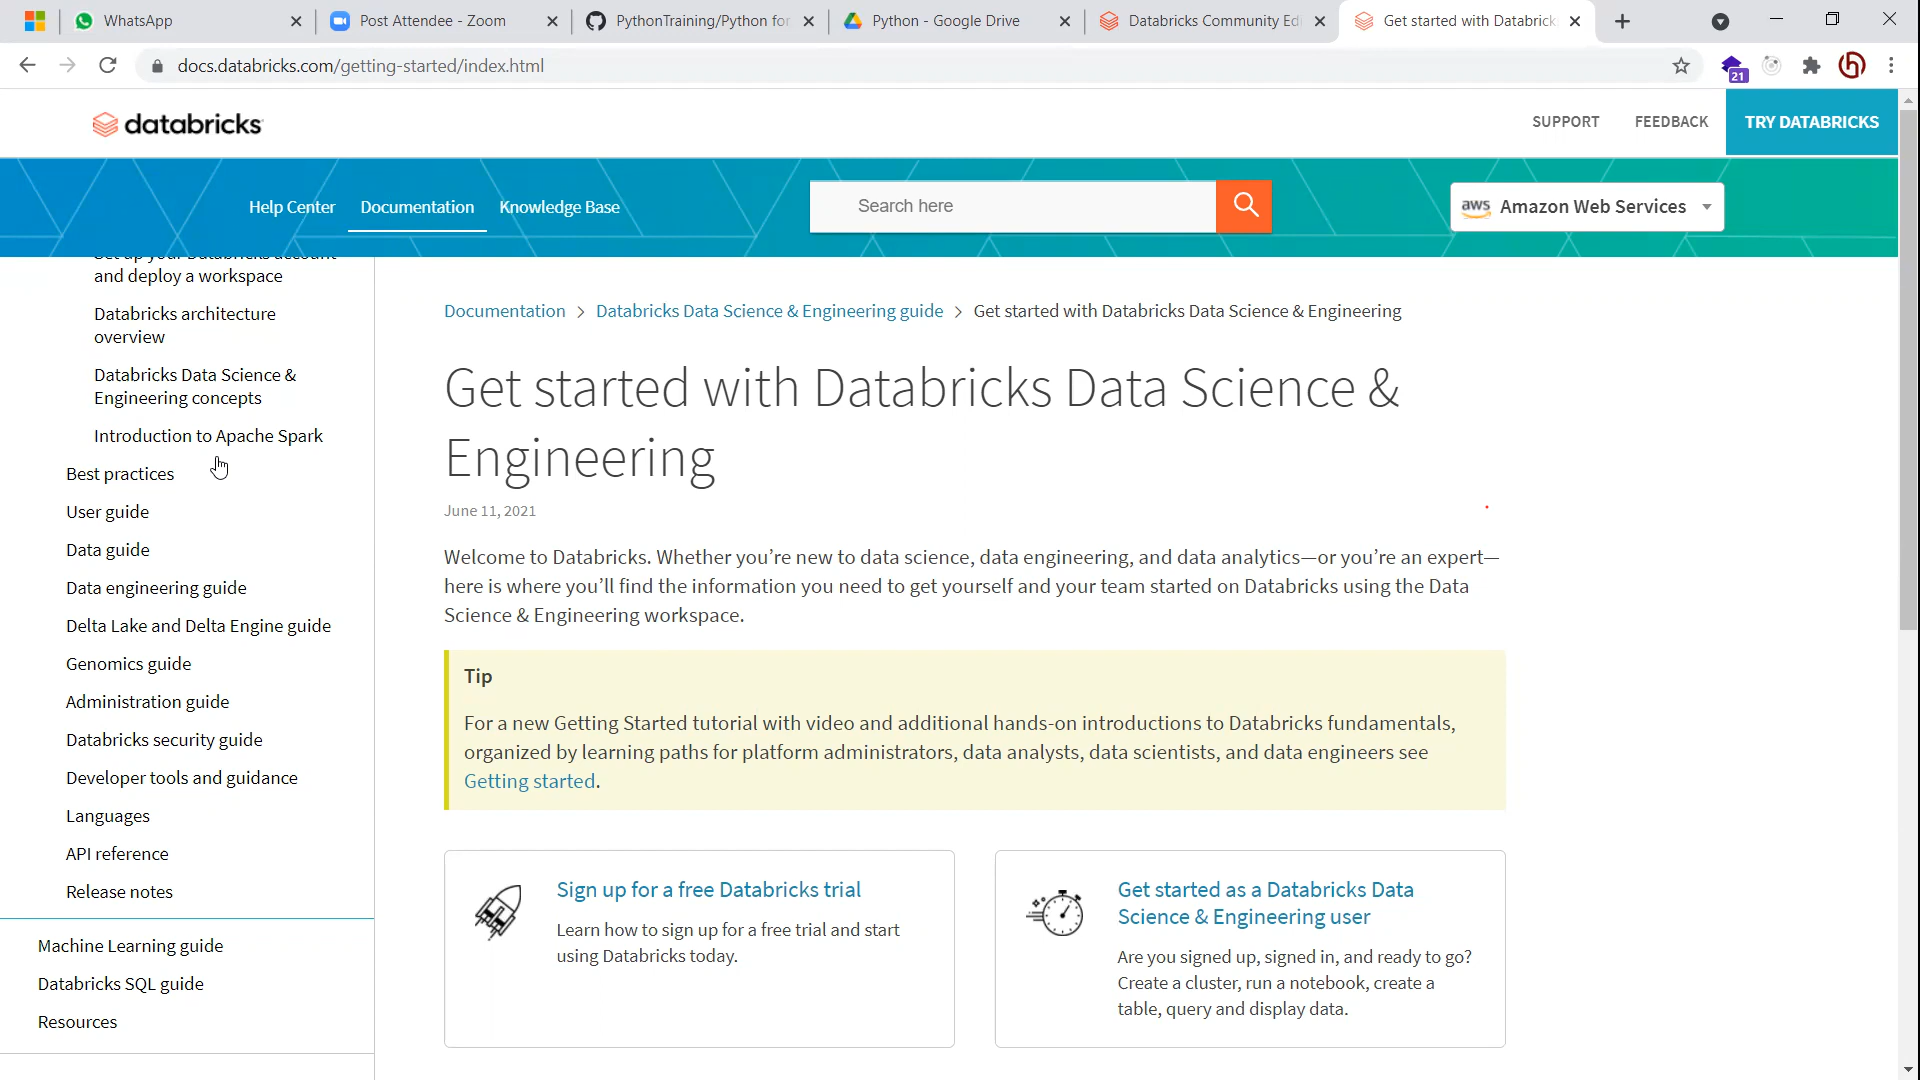 WhatsApp
Post Attendee - Zoom
PythonTraining/Python for
Python - Google Drive
Databricks Community Edi
Get started with Databrick
docs.databricks.com/getting-started/index.html
21
databricks
SUPPORT
FEEDBACK
TRY DATABRICKS
Help Center
Documentation
Knowledge Base
Search here
aws Amazon Web Services
Set up your Databricks account
and deploy a workspace
Databricks architecture
overview
Databricks Data Science &
Engineering concepts
Introduction to Apache Spark
Best practices
User guide
Data guide
Data engineering guide
Delta Lake and Delta Engine guide
Genomics guide
Administration guide
Databricks security guide
Developer tools and guidance
Languages
API reference
Release notes
Machine Learning guide
Databricks SQL guide
Resources
Documentation > Databricks Data Science & Engineering guide > Get started with Databricks Data Science & Engineering
Get started with Databricks Data Science &
Engineering
June 11, 2021
Welcome to Databricks. Whether you’re new to data science, data engineering, and data analytics—or you’re an expert—
here is where you’ll find the information you need to get yourself and your team started on Databricks using the Data
Science & Engineering workspace.
Tip
For a new Getting Started tutorial with video and additional hands-on introductions to Databricks fundamentals,
organized by learning paths for platform administrators, data analysts, data scientists, and data engineers see
Getting started.
Sign up for a free Databricks trial
Learn how to sign up for a free trial and start
using Databricks today.
Get started as a Databricks Data
Science & Engineering user
Are you signed up, signed in, and ready to go?
Create a cluster, run a notebook, create a
table, query and display data.